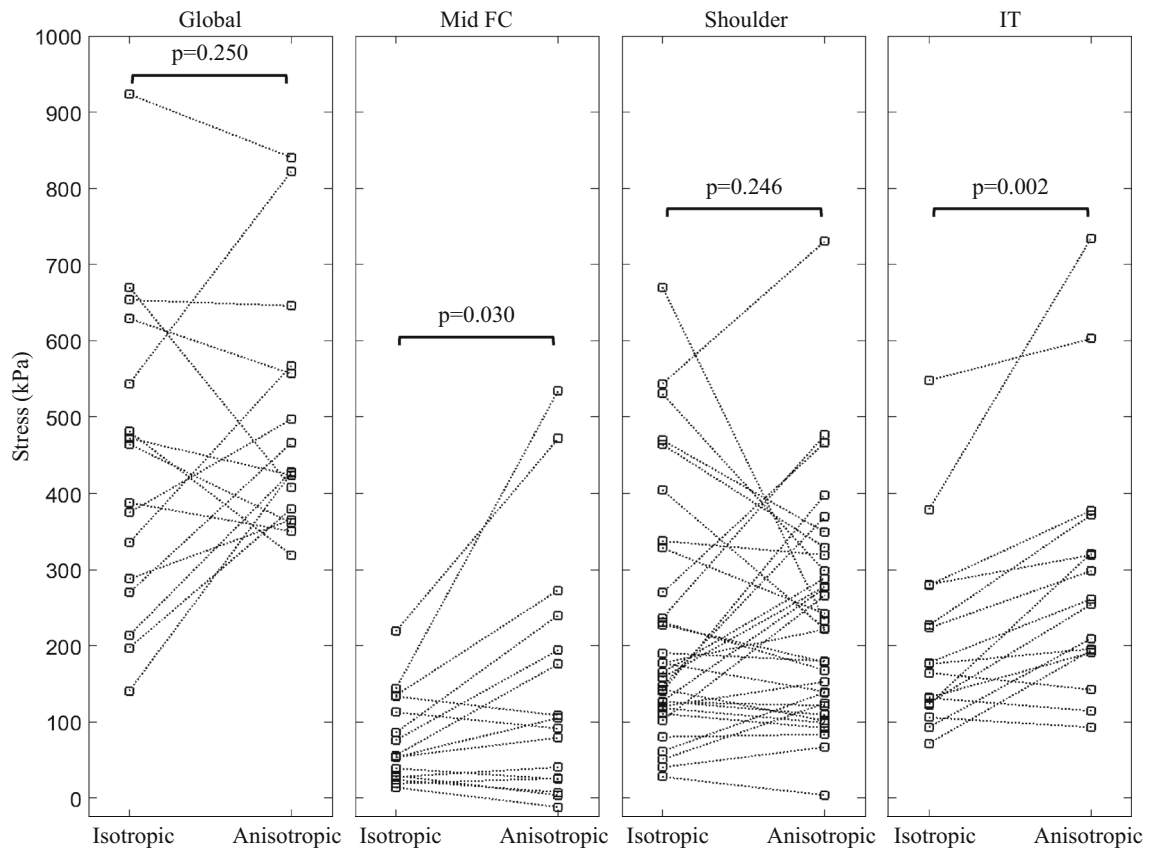 Global
Mid FC
Shoulder
IT
1000
900
800
700
600
500
400
300
200
100
0
Stress (kPa)
p=0.250
p=0.030
p=0.246
p=0.002
Isotropic Anisotropic
Isotropic Anisotropic
Isotropic Anisotropic
Isotropic Anisotropic